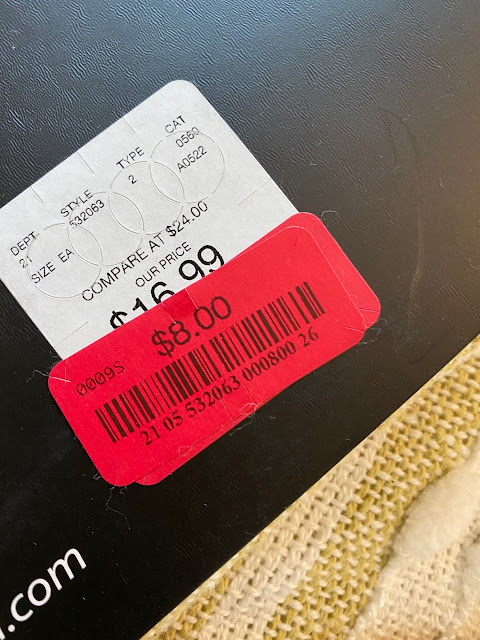 DEPT STYLE TYPE CAT
21 532063 2 0560
SIZE EA A0522
COMPARE AT $24.00
OUR PRICE
$16.99
0009S $8.00
21 05 532063 000800 26
.com